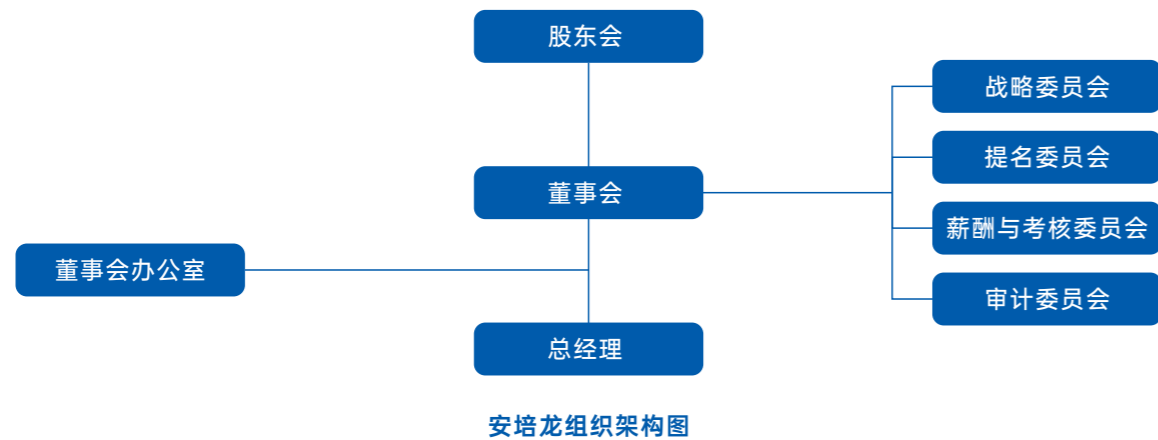 股东会
战略委员会
提名委员会
董事会
薪酬与考核委员会
董事会办公室
审计委员会
总经理
安培龙组织架构图